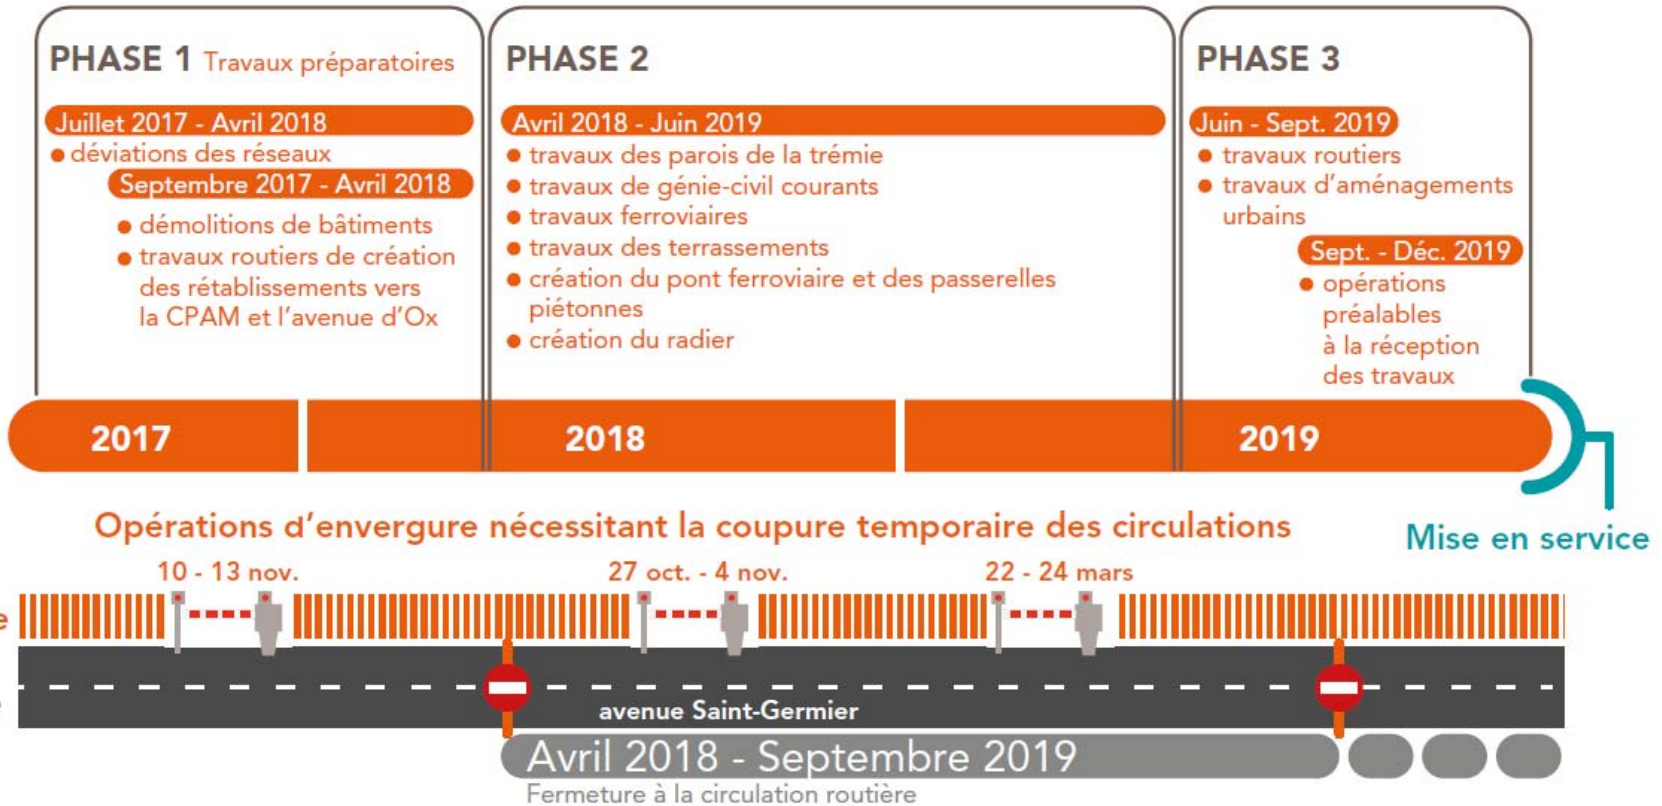 PHASE 1 Travaux préparatoires
Juillet 2017 - Avril 2018
● déviations des réseaux
Septembre 2017 - Avril 2018
● démolitions de bâtiments
● travaux routiers de création
des rétablissements vers
la CPAM et l'avenue d'Ox
PHASE 2
Avril 2018 - Juin 2019
● travaux des parois de la trémie
● travaux de génie-civil courants
● travaux ferroviaires
● travaux des terrassements
● création du pont ferroviaire et des passerelles
piétonnes
● création du radier
PHASE 3
Juin - Sept. 2019
● travaux routiers
● travaux d'aménagements
urbains
Sept. - Déc. 2019
● opérations
préalables
à la réception
des travaux
2017
2018
2019
Mise en service
Opérations d'envergure nécessitant la coupure temporaire des circulations
10 - 13 nov.
27 oct. - 4 nov.
22 - 24 mars
avenue Saint-Germier
Avril 2018 - Septembre 2019
Fermeture à la circulation routière